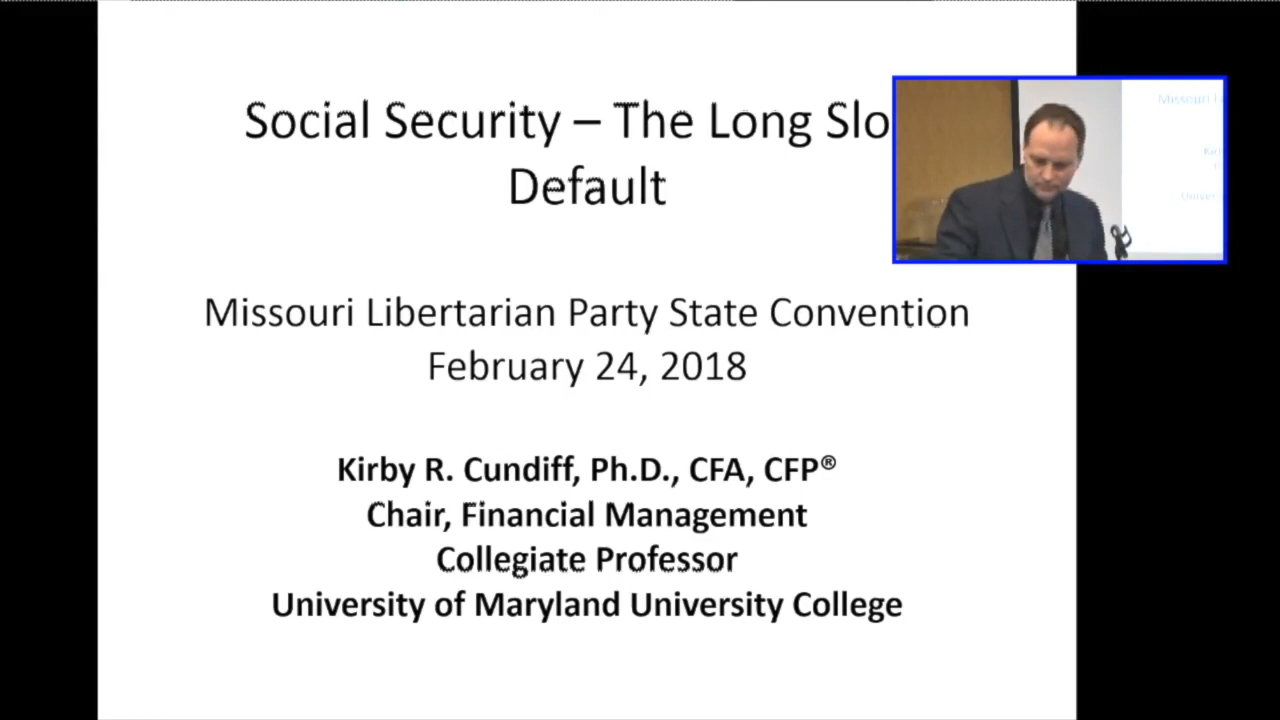 Social Security – The Long Slo
Default
Missouri Libertarian Party State Convention
February 24, 2018
Kirby R. Cundiff, Ph.D., CFA, CFP®
Chair, Financial Management
Collegiate Professor
University of Maryland University College
Missouri